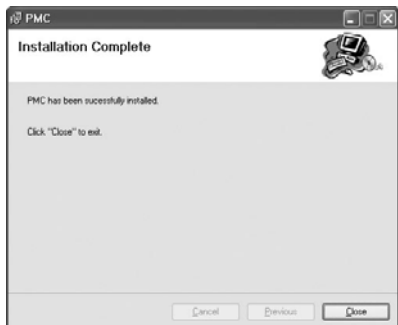 PMC
Installation Complete
PMC has been sucessfully installed.
Click "Close" to exit.
Cancel Previous Close